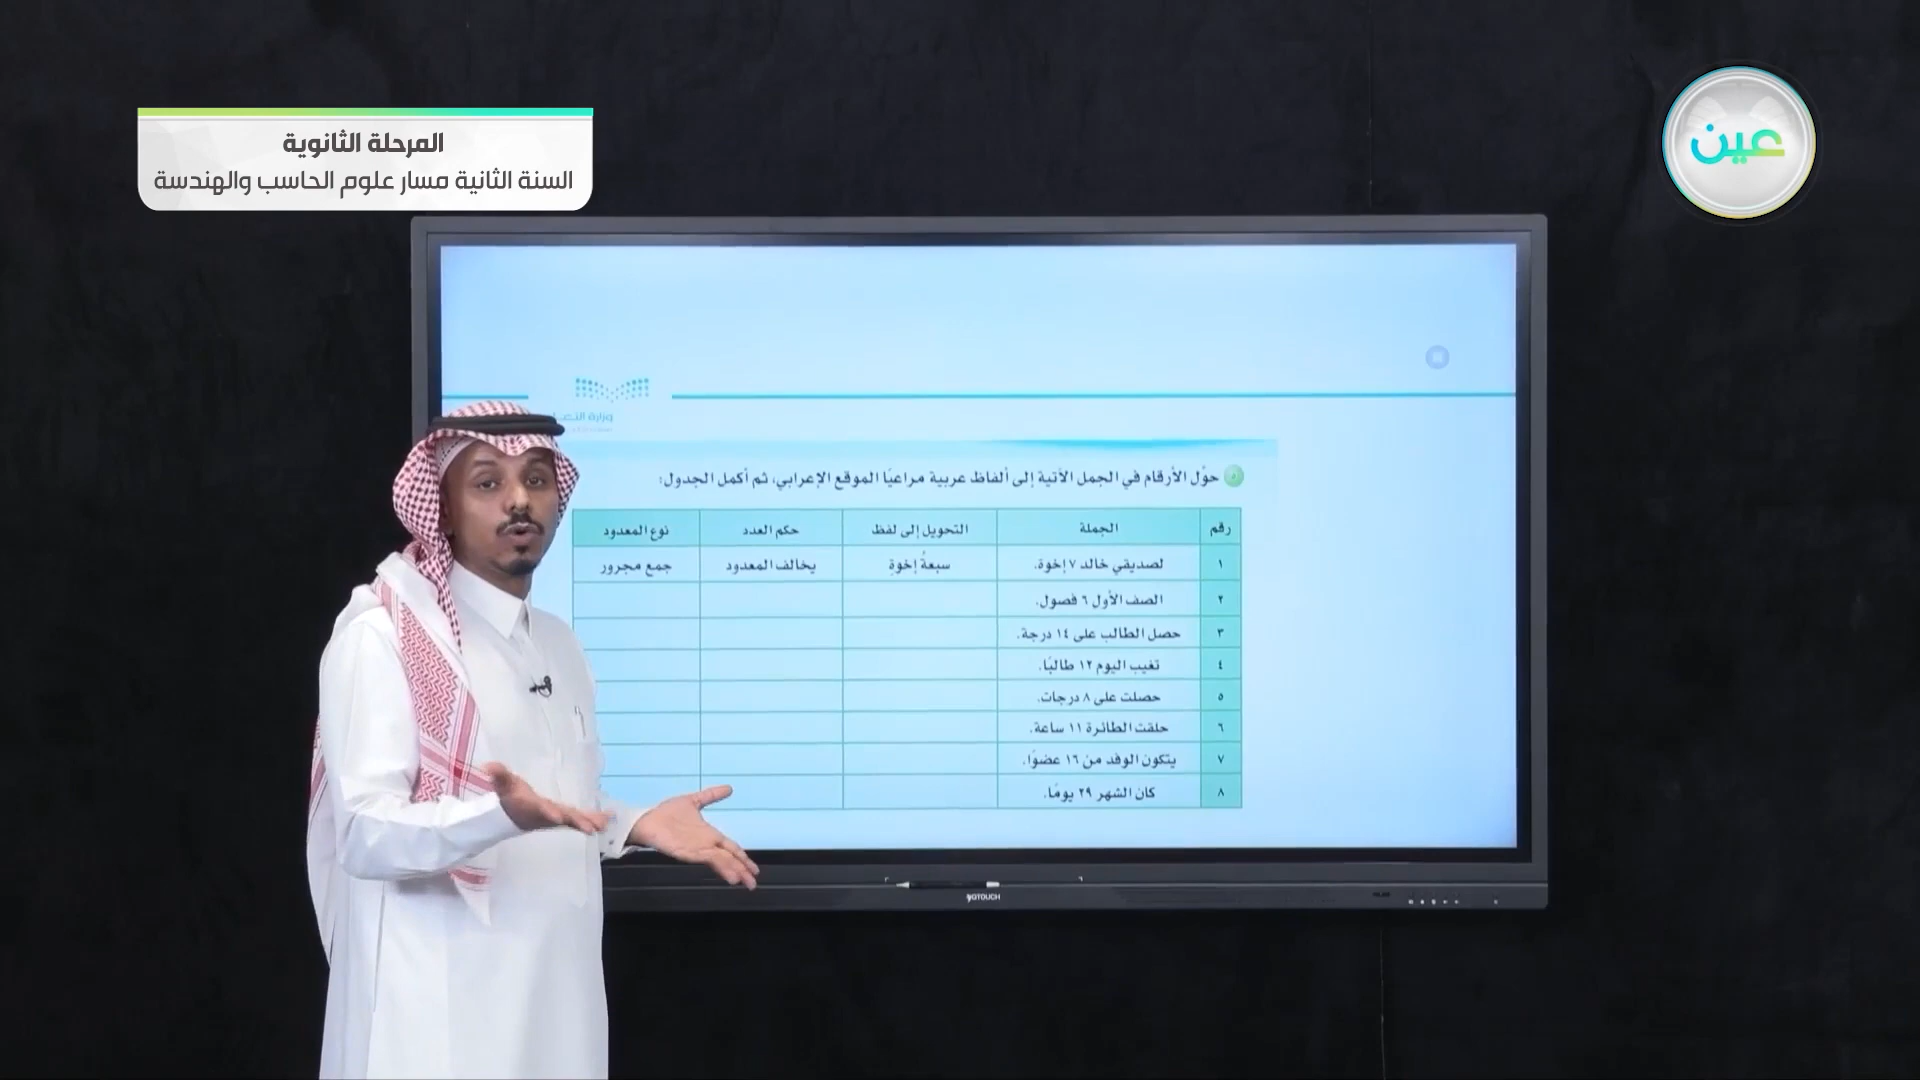 المرحلة الثانوية
السنة الثانية مسار علوم الحاسب والهندسة
عين
حوّل الأرقام في الجمل الآتية إلى ألفاظ عربية مراعيًا الموقع الإعرابي، ثم أكمل الجدول:
رقم الجملة التحويل إلى لفظ حكم العدد نوع المعدود
١ لصديقي خالد ٧ إخوة. سبعةُ إخوةٍ يخالف المعدود جمع مجرور
٢ الصف الأول ٦ فصول.
٣ حصل الطالب على ١٤ درجة.
٤ تغيب اليوم ١٢ طالبًا.
٥ حصلت على ٨ درجات.
٦ حلقت الطائرة ١١ ساعة.
٧ يتكون الوفد من ١٦ عضوًا.
٨ كان الشهر ٢٩ يومًا.